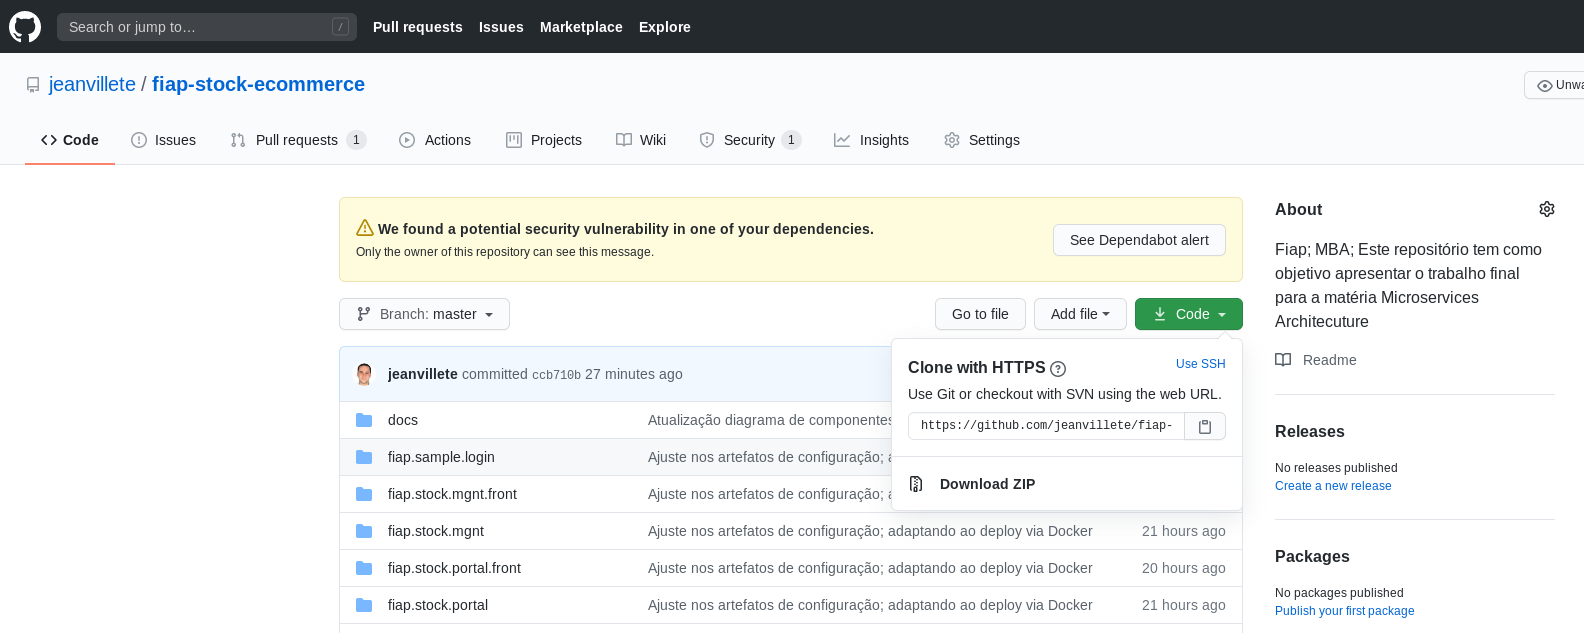 Search or jump to… /
Pull requests Issues Marketplace Explore
jeanvillete / fiap-stock-ecommerce
Code Issues Pull requests 1 Actions Projects Wiki Security 1 Insights Settings
We found a potential security vulnerability in one of your dependencies.
Only the owner of this repository can see this message.
See Dependabot alert
Branch: master
Go to file Add file Code
Clone with HTTPS Use SSH
Use Git or checkout with SVN using the web URL.
https://github.com/jeanvillete/fiap-
Download ZIP
jeanvillete committed ccb710b 27 minutes ago
docs Atualização diagrama de componentes
fiap.sample.login Ajuste nos artefatos de configuração;
fiap.stock.mgnt.front Ajuste nos artefatos de configuração;
fiap.stock.mgnt Ajuste nos artefatos de configuração; adaptando ao deploy via Docker 21 hours ago
fiap.stock.portal.front Ajuste nos artefatos de configuração; adaptando ao deploy via Docker 20 hours ago
fiap.stock.portal Ajuste nos artefatos de configuração; adaptando ao deploy via Docker 21 hours ago
About
Fiap; MBA; Este repositório tem como
objetivo apresentar o trabalho final
para a matéria Microservices
Architecuture
Readme
Releases
No releases published
Create a new release
Packages
No packages published
Publish your first package